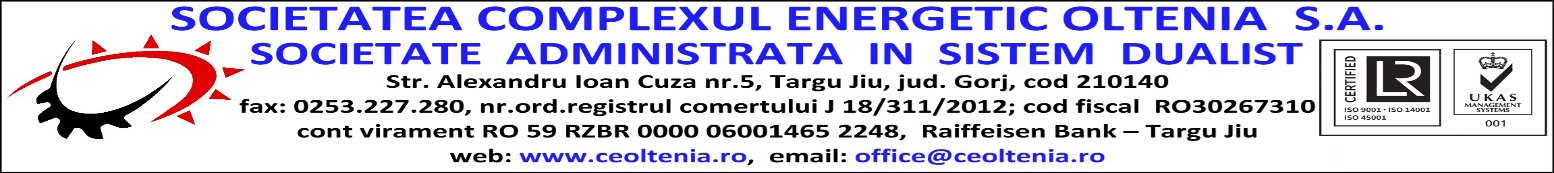 SOCIETATEA COMPLEXUL ENERGETIC OLTENIA S.A.
SOCIETATE ADMINISTRATA IN SISTEM DUALIST
Str. Alexandru Ioan Cuza nr.5, Targu Jiu, jud. Gorj, cod 210140
fax: 0253.227.280, nr.ord.registrul comertului J 18/311/2012; cod fiscal RO30267310
cont virament RO 59 RZBR 0000 06001465 2248, Raiffeisen Bank – Targu Jiu
web: www.ceoltenia.ro, email: office@ceoltenia.ro
CERTIFIED
LR
ISO 9001 · ISO 14001
ISO 45001
UKAS
MANAGEMENT
SYSTEMS
001